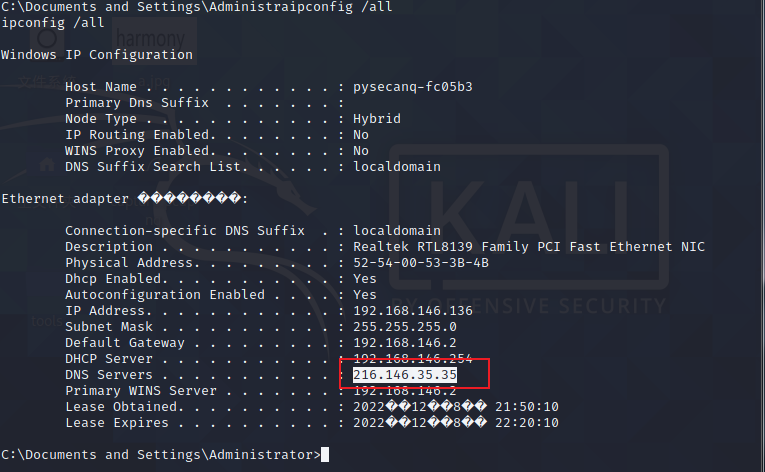 C:\Documents and Settings\Administraipconfig /all
ipconfig /all
harmony
Windows IP Configuration
Host Name . . . . . . . . . . . . : pysecanq-fc05b3
Primary Dns Suffix  . . . . . . . :
Node Type . . . . . . . . . . . . : Hybrid
IP Routing Enabled. . . . . . . . : No
WINS Proxy Enabled. . . . . . . . : No
DNS Suffix Search List. . . . . . : localdomain
Ethernet adapter ��������:
Connection-specific DNS Suffix  . : localdomain
Description . . . . . . . . . . . : Realtek RTL8139 Family PCI Fast Ethernet NIC
Physical Address. . . . . . . . . : 52-54-00-53-3B-4B
Dhcp Enabled. . . . . . . . . . . : Yes
Autoconfiguration Enabled . . . . : Yes
IP Address. . . . . . . . . . . . : 192.168.146.136
Subnet Mask . . . . . . . . . . . : 255.255.255.0
Default Gateway . . . . . . . . . : 192.168.146.2
DHCP Server . . . . . . . . . . . : 192.168.146.254
DNS Servers . . . . . . . . . . . : 216.146.35.35
Primary WINS Server . . . . . . . : 192.168.146.2
Lease Obtained. . . . . . . . . . : 2022��12��8�� 21:50:10
Lease Expires . . . . . . . . . . : 2022��12��8�� 22:20:10
C:\Documents and Settings\Administrator>
KALI
BY OFFENSIVE SECURITY